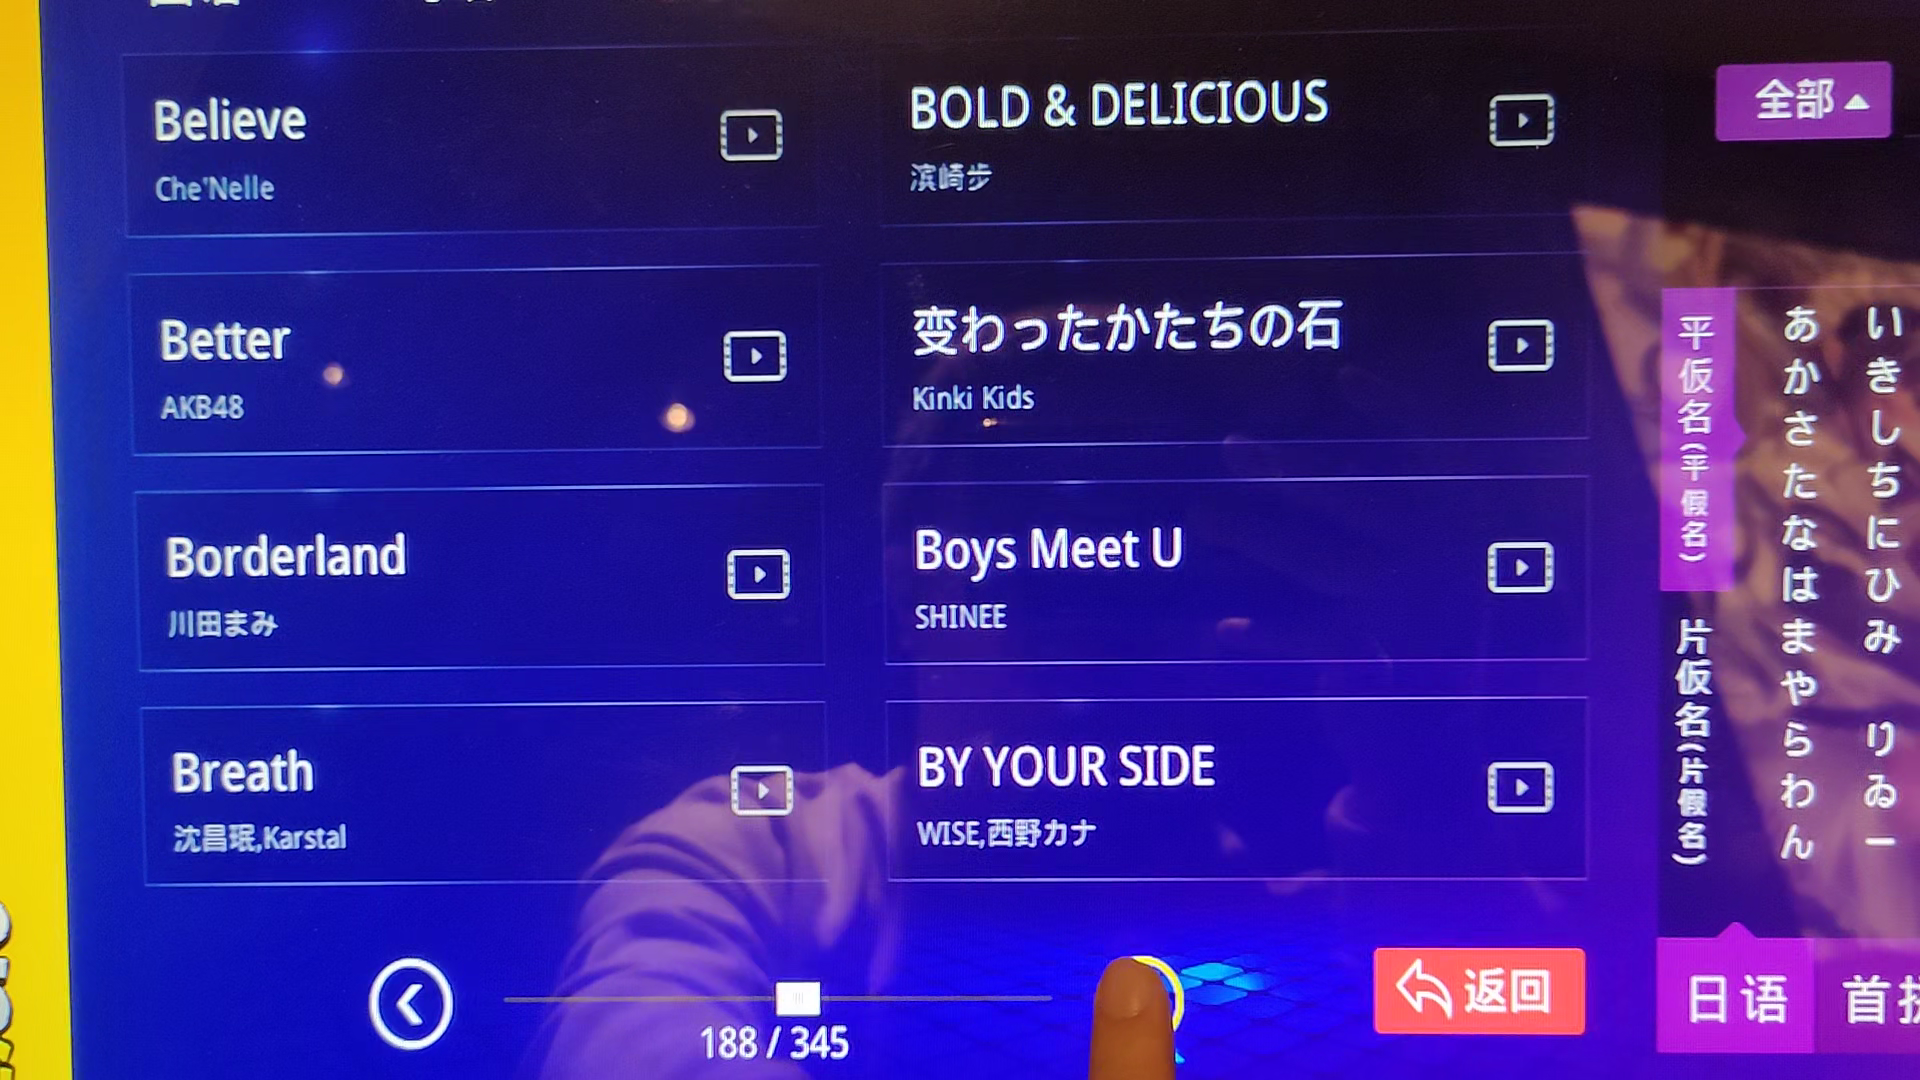 Believe
Che'Nelle
BOLD & DELICIOUS
滨崎步
Better
AKB48
変わったかたちの石
Kinki Kids
Borderland
川田まみ
Boys Meet U
SHINEE
Breath
沈昌珉,Karstal
BY YOUR SIDE
WISE,西野カナ
188 / 345
返回
全部
平仮名(平假名)
片仮名(片假名)
あかさたなはまやらわん
いきしちにひみ りゐー
日语
首